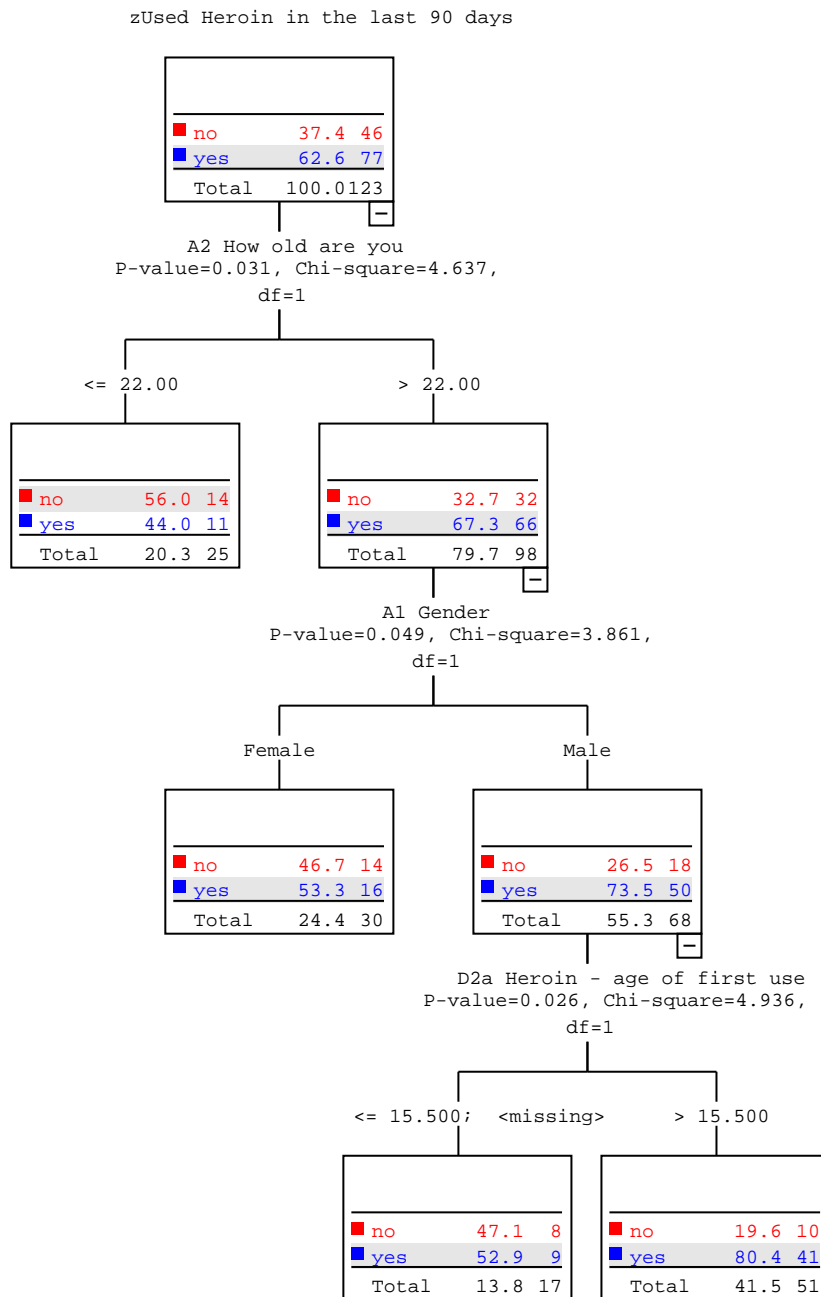 zUsed Heroin in the last 90 days
no 37.4 46
yes 62.6 77
Total 100.0123
−
A2 How old are you
P-value=0.031, Chi-square=4.637,
df=1
<= 22.00 > 22.00
no 56.0 14
yes 44.0 11
Total 20.3 25
no 32.7 32
yes 67.3 66
Total 79.7 98
−
A1 Gender
P-value=0.049, Chi-square=3.861,
df=1
Female Male
no 46.7 14
yes 53.3 16
Total 24.4 30
no 26.5 18
yes 73.5 50
Total 55.3 68
−
D2a Heroin - age of first use
P-value=0.026, Chi-square=4.936,
df=1
<= 15.500; <missing> > 15.500
no 47.1 8
yes 52.9 9
Total 13.8 17
no 19.6 10
yes 80.4 41
Total 41.5 51